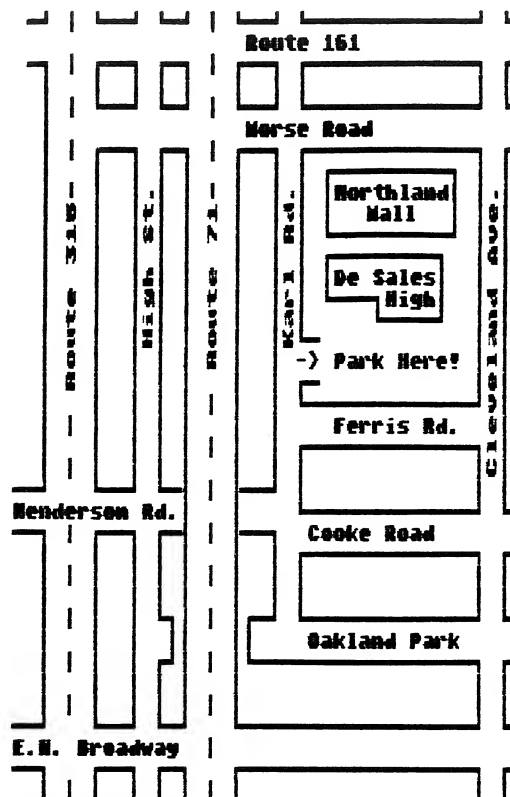 Route 161
Morse Road
Route 315
High St.
Route 71
Karl Rd.
Northland
Mall
De Sales
High
-> Park Here!
Cleveland Ave.
Ferris Rd.
Henderson Rd.
Cooke Road
Oakland Park
E.N. Broadway